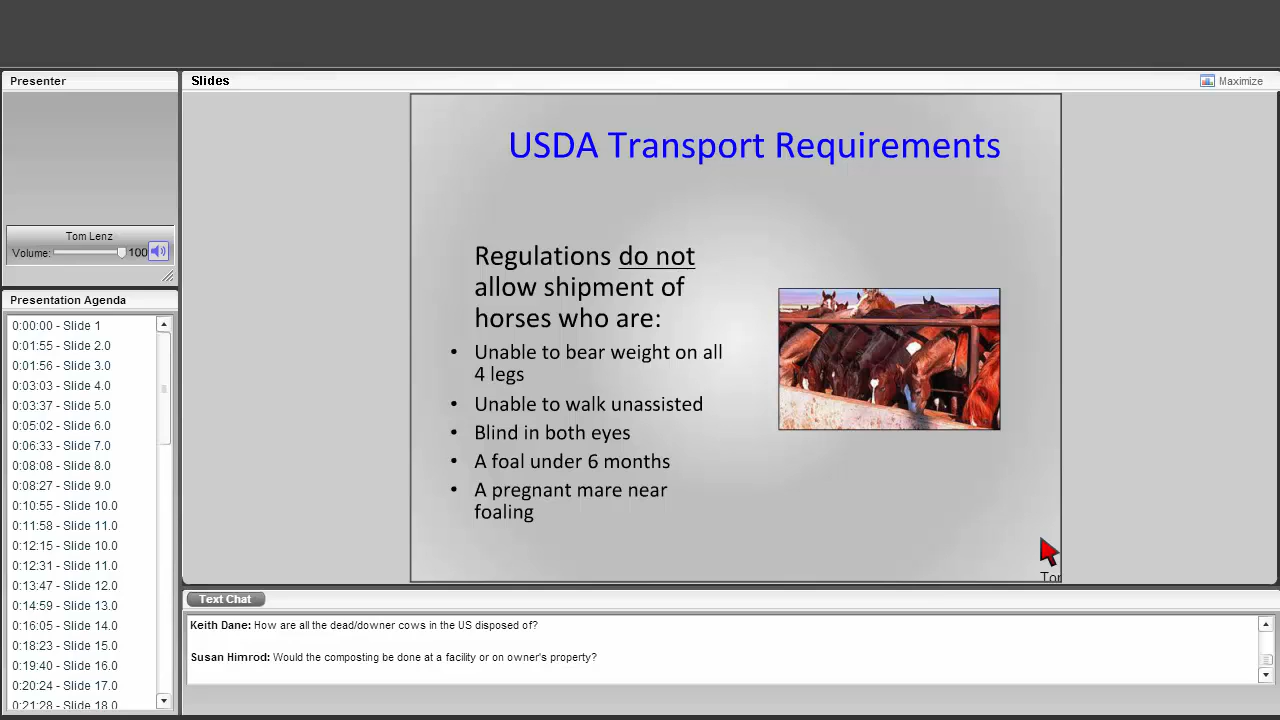 Presenter
Tom Lenz
Volume:
100
Presentation Agenda
0:00:00 - Slide 1
0:01:55 - Slide 2.0
0:01:56 - Slide 3.0
0:03:03 - Slide 4.0
0:03:37 - Slide 5.0
0:05:02 - Slide 6.0
0:06:33 - Slide 7.0
0:08:08 - Slide 8.0
0:08:27 - Slide 9.0
0:10:55 - Slide 10.0
0:11:58 - Slide 11.0
0:12:15 - Slide 10.0
0:12:31 - Slide 11.0
0:13:47 - Slide 12.0
0:14:59 - Slide 13.0
0:16:05 - Slide 14.0
0:18:23 - Slide 15.0
0:19:40 - Slide 16.0
0:20:24 - Slide 17.0
0:21:28 - Slide 18.0
Slides
Maximize
USDA Transport Requirements
Regulations do not
allow shipment of
horses who are:
• Unable to bear weight on all
4 legs
• Unable to walk unassisted
• Blind in both eyes
• A foal under 6 months
• A pregnant mare near
foaling
Tom
Text Chat
Keith Dane: How are all the dead/downer cows in the US disposed of?
Susan Himrod: Would the composting be done at a facility or on owner's property?